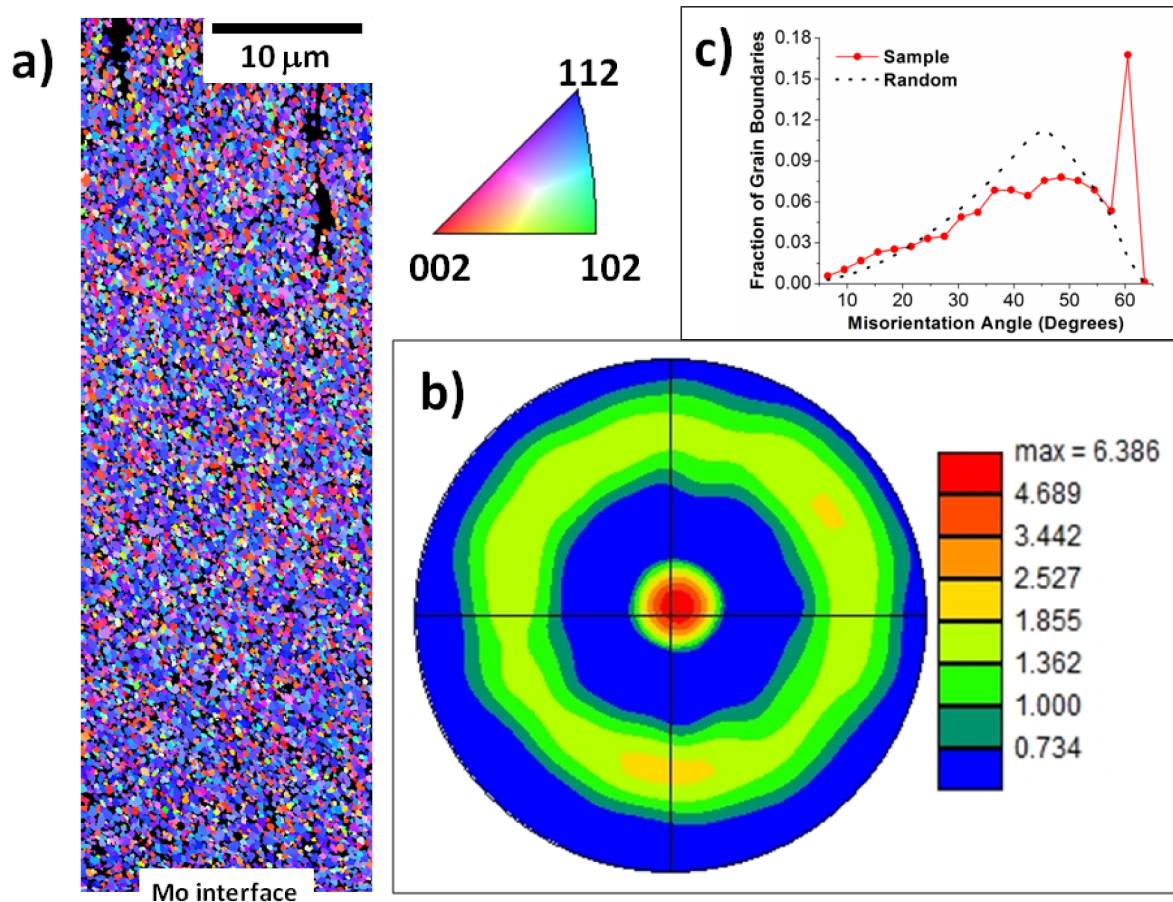 a)
10 μm
112
002
102
Mo interface
c)
Fraction of Grain Boundaries
0.18
0.15
0.12
0.09
0.06
0.03
0.00
Sample
Random
10 20 30 40 50 60
Misorientation Angle (Degrees)
b)
max = 6.386
4.689
3.442
2.527
1.855
1.362
1.000
0.734